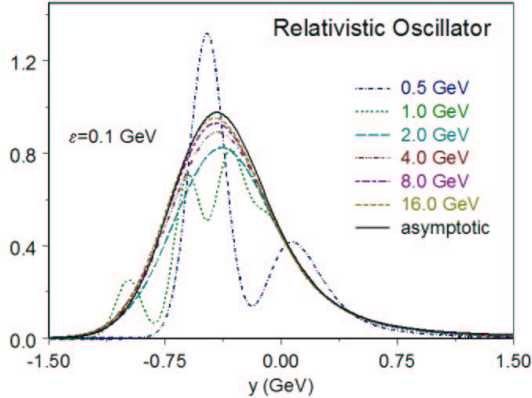 Relativistic Oscillator
1.2
0.8
0.4
0.0
ε=0.1 GeV
0.5 GeV
1.0 GeV
2.0 GeV
4.0 GeV
8.0 GeV
16.0 GeV
asymptotic
-1.50
-0.75
0.00
0.75
1.50
y (GeV)